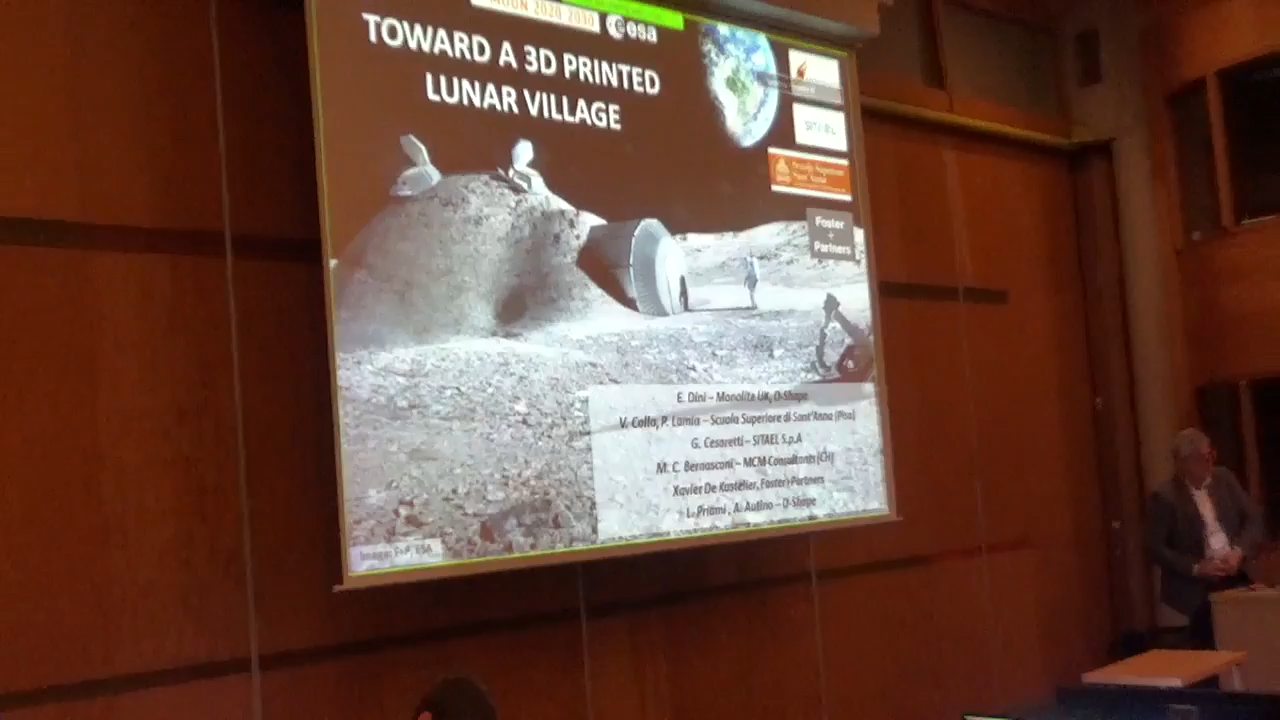 MOON 2020-2030
esa
TOWARD A 3D PRINTED
LUNAR VILLAGE
SITAEL
Foster
+
Partners
E. Dini – Monolite UK, D-Shape
V. Colla, P. Lamia – Scuola Superiore di Sant'Anna (Pisa)
G. Cesaretti – SITAEL S.p.A
M. C. Bernasconi – MCM-Consultants (CH)
Xavier De Kestelier, Foster+Partners
L. Priami, A. Autino – D-Shape
Image: F+P, ESA